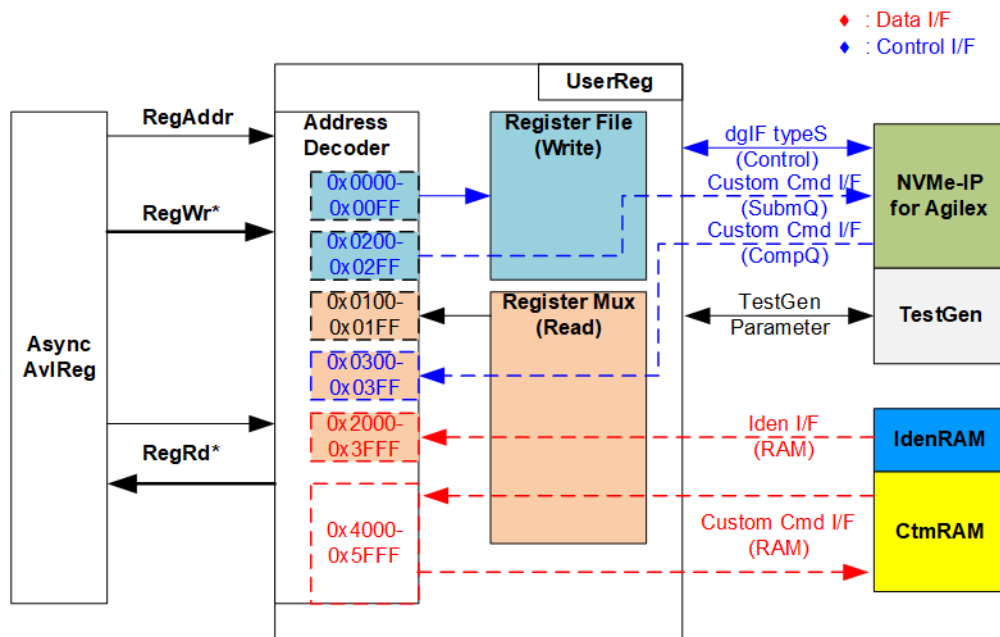 ♦ : Data I/F
♦ : Control I/F
UserReg
RegAddr
RegWr*
RegRd*
Async
AvlReg
Address
Decoder
0x0000-
0x00FF
0x0200-
0x02FF
0x0100-
0x01FF
0x0300-
0x03FF
0x2000-
0x3FFF
0x4000-
0x5FFF
Register File
(Write)
Register Mux
(Read)
dgIF typeS
(Control)
Custom Cmd I/F
(SubmQ)
Custom Cmd I/F
(CompQ)
TestGen
Parameter
Iden I/F
(RAM)
Custom Cmd I/F
(RAM)
NVMe-IP
for Agilex
TestGen
IdenRAM
CtmRAM